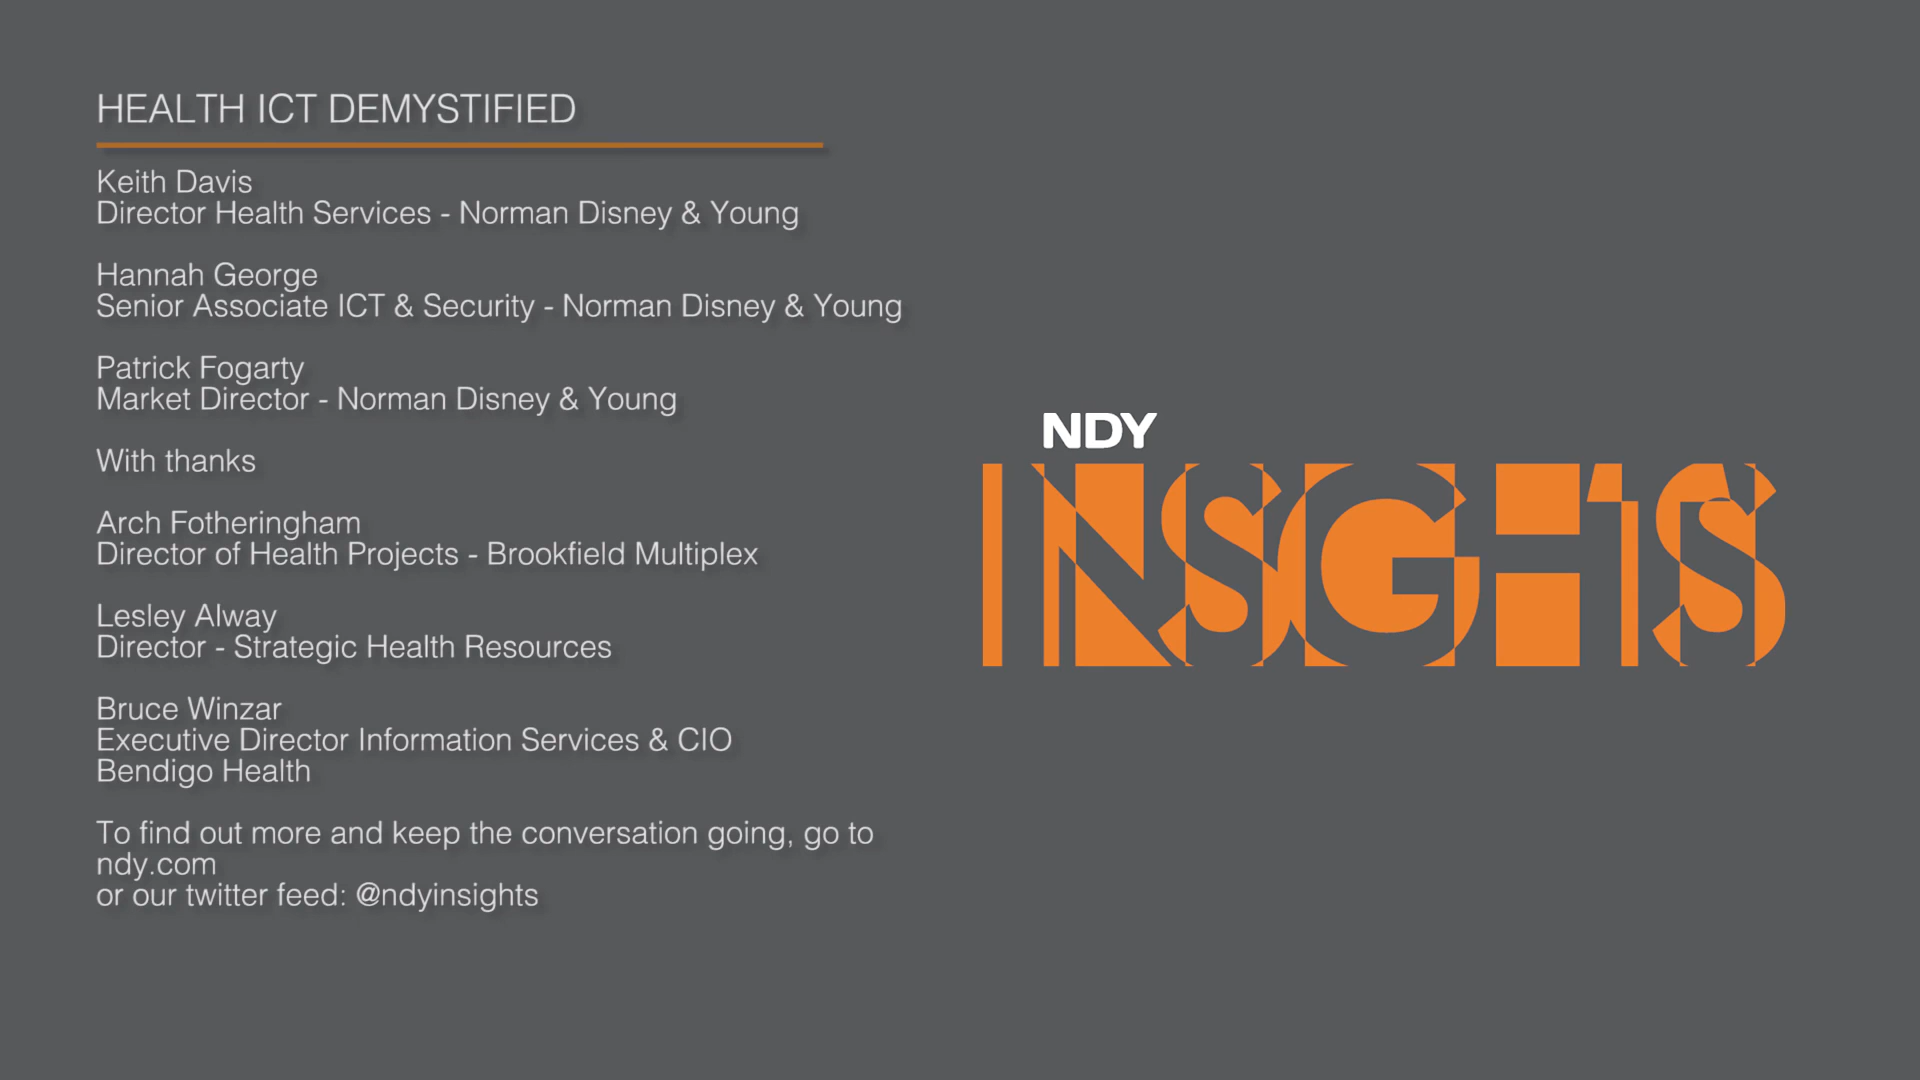 HEALTH ICT DEMYSTIFIED
Keith Davis
Director Health Services - Norman Disney & Young
Hannah George
Senior Associate ICT & Security - Norman Disney & Young
Patrick Fogarty
Market Director - Norman Disney & Young
With thanks
Arch Fotheringham
Director of Health Projects - Brookfield Multiplex
Lesley Alway
Director - Strategic Health Resources
Bruce Winzar
Executive Director Information Services & CIO
Bendigo Health
To find out more and keep the conversation going, go to
ndy.com
or our twitter feed: @ndyinsights
NDY
INSIGHTS